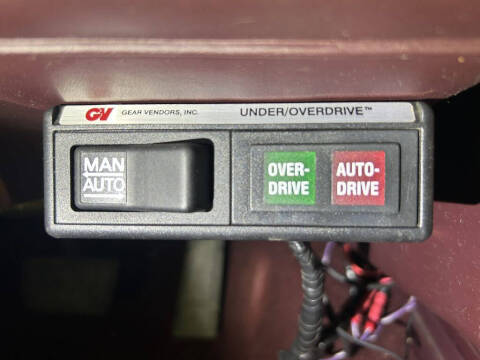 GV GEAR VENDORS, INC. UNDER/OVERDRIVE™
MAN
AUTO
OVER-
DRIVE
AUTO-
DRIVE